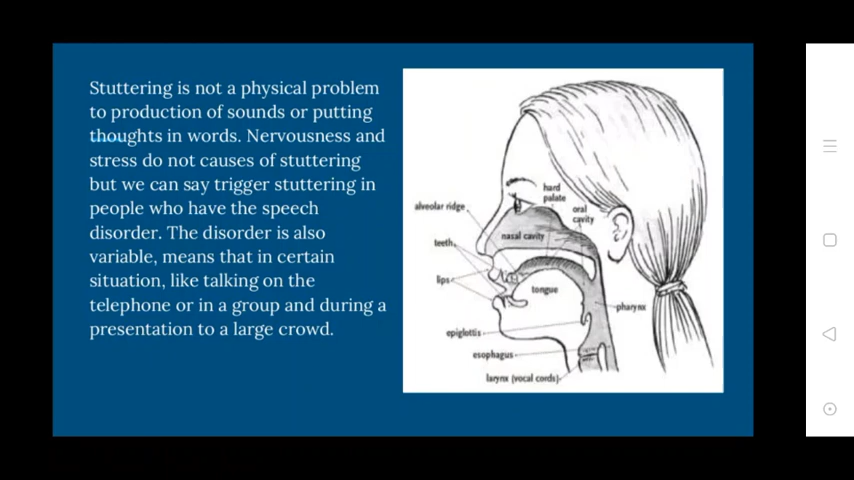 Stuttering is not a physical problem
to production of sounds or putting
thoughts in words. Nervousness and
stress do not causes of stuttering
but we can say trigger stuttering in
people who have the speech
disorder. The disorder is also
variable, means that in certain
situation, like talking on the
telephone or in a group and during a
presentation to a large crowd.
hard
palate
alveolar ridge
oral
cavity
nasal cavity
teeth
lips
tongue
pharynx
epiglottis
esophagus
larynx (vocal cords)